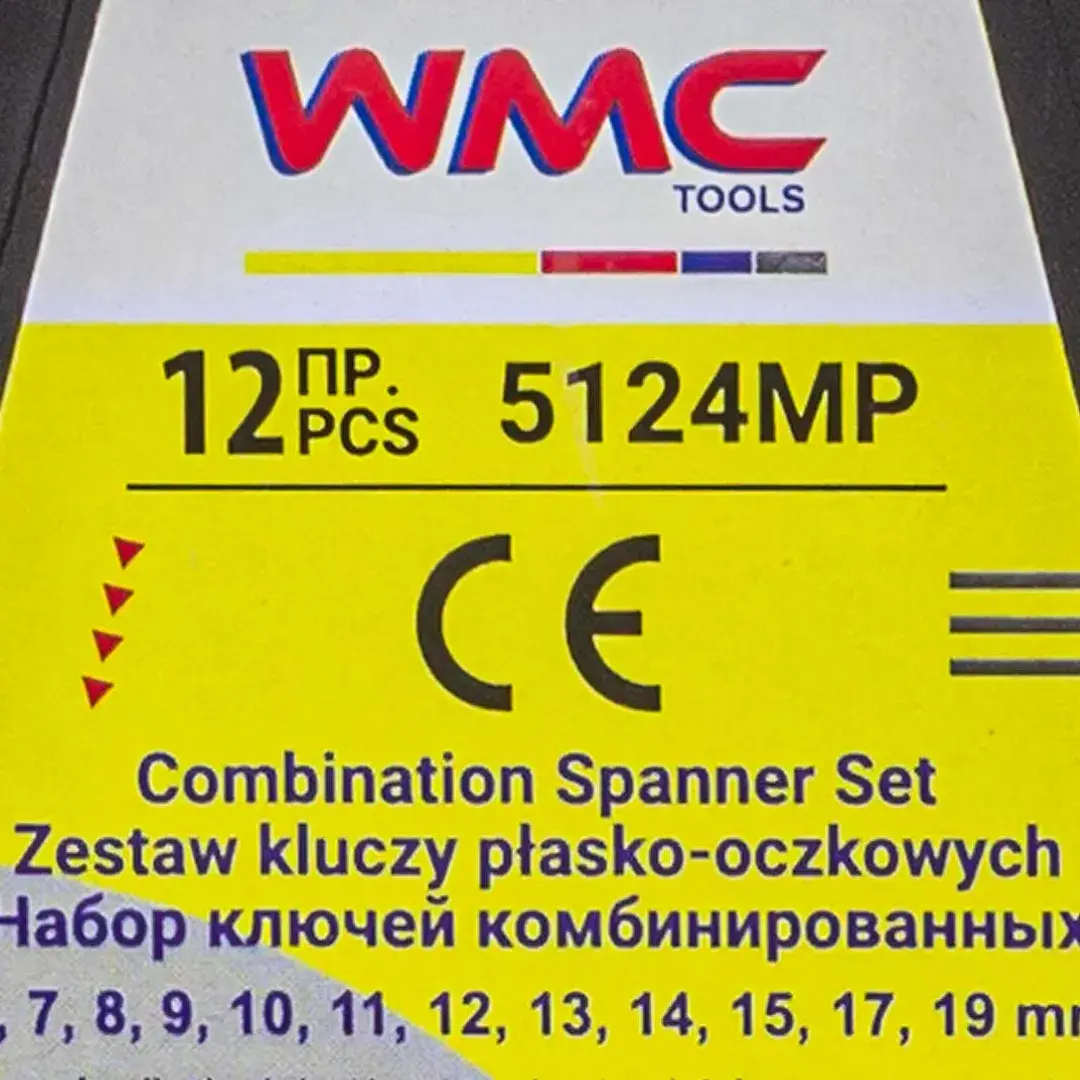 WMC
TOOLS
12 ПР. PCS 5124MP
CE
Combination Spanner Set
Zestaw kluczy płasko-oczkowych
Набор ключей комбинированных
, 7, 8, 9, 10, 11, 12, 13, 14, 15, 17, 19 mm